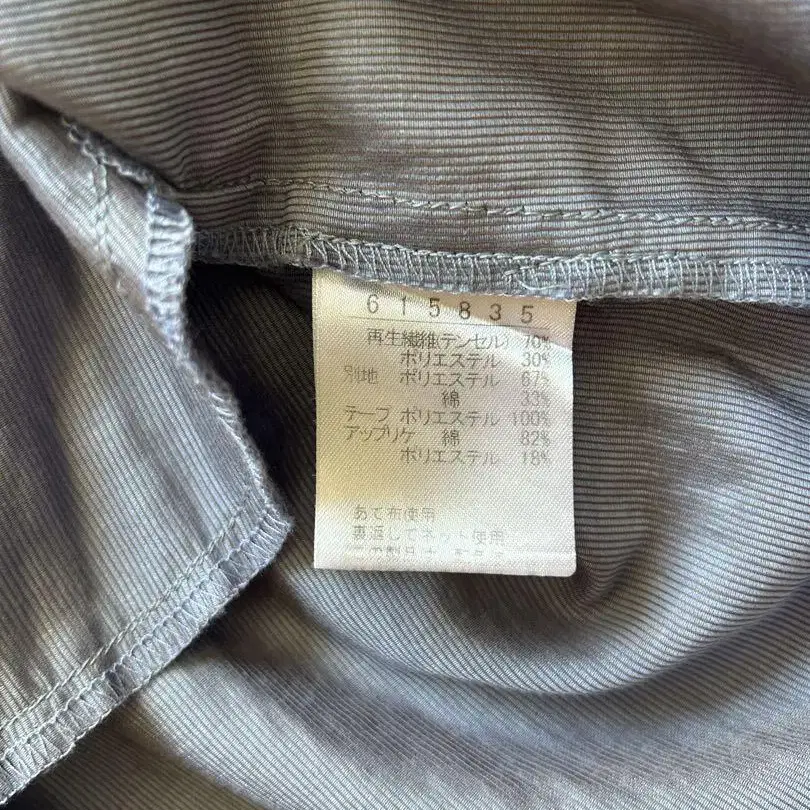 615835
再生繊維(テンセル) 70%
ポリエステル 30%
別地 ポリエステル 67%
綿 33%
テープ ポリエステル 100%
アップリケ 綿 82%
ポリエステル 18%
あて布使用
裏返してネット使用